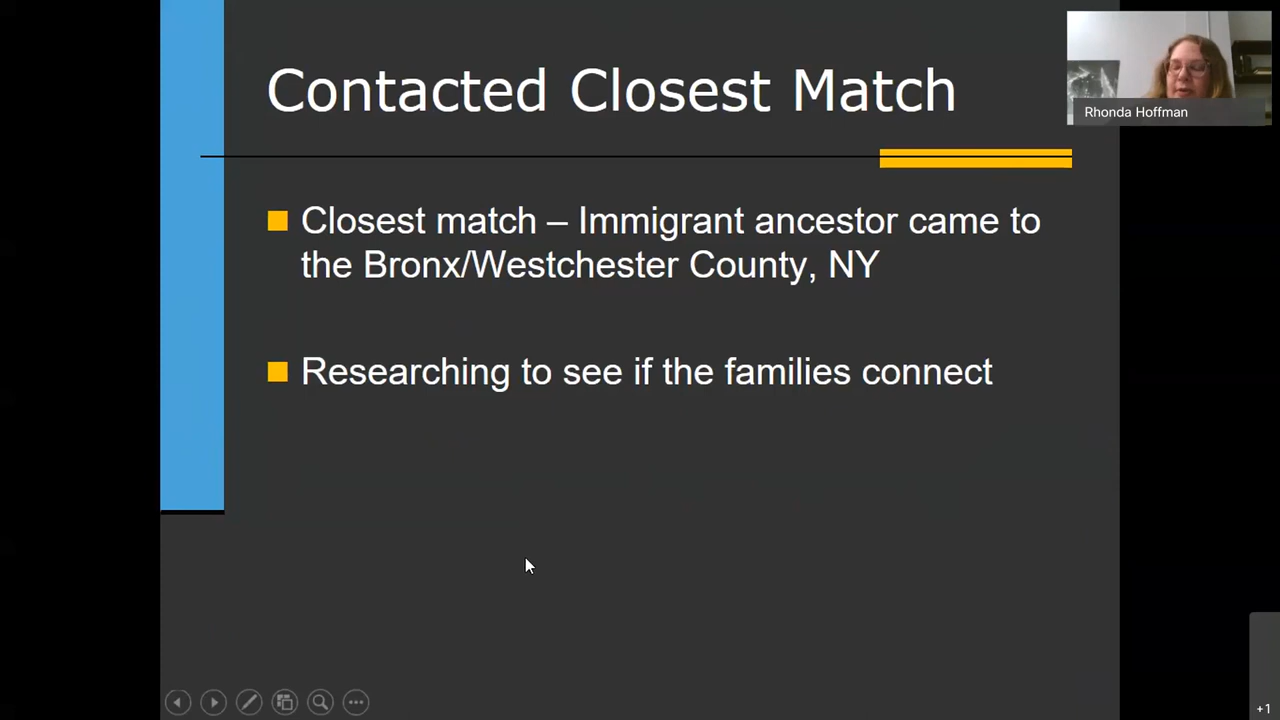 Contacted Closest Match
Rhonda Hoffman
Closest match – Immigrant ancestor came to
the Bronx/Westchester County, NY
Researching to see if the families connect
+1